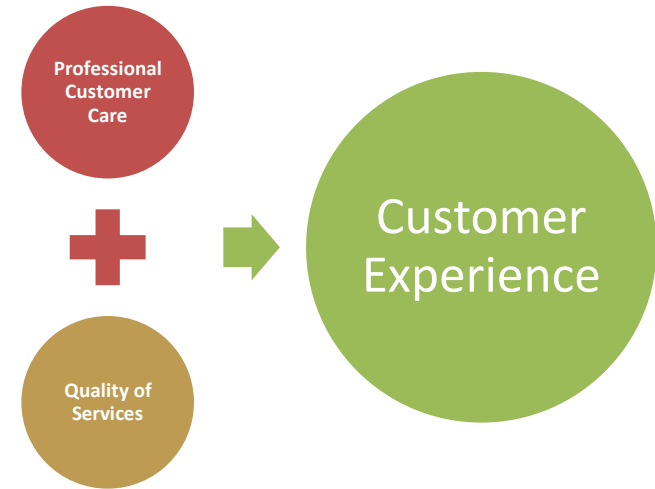 Professional
Customer
Care
Quality of
Services
Customer
Experience